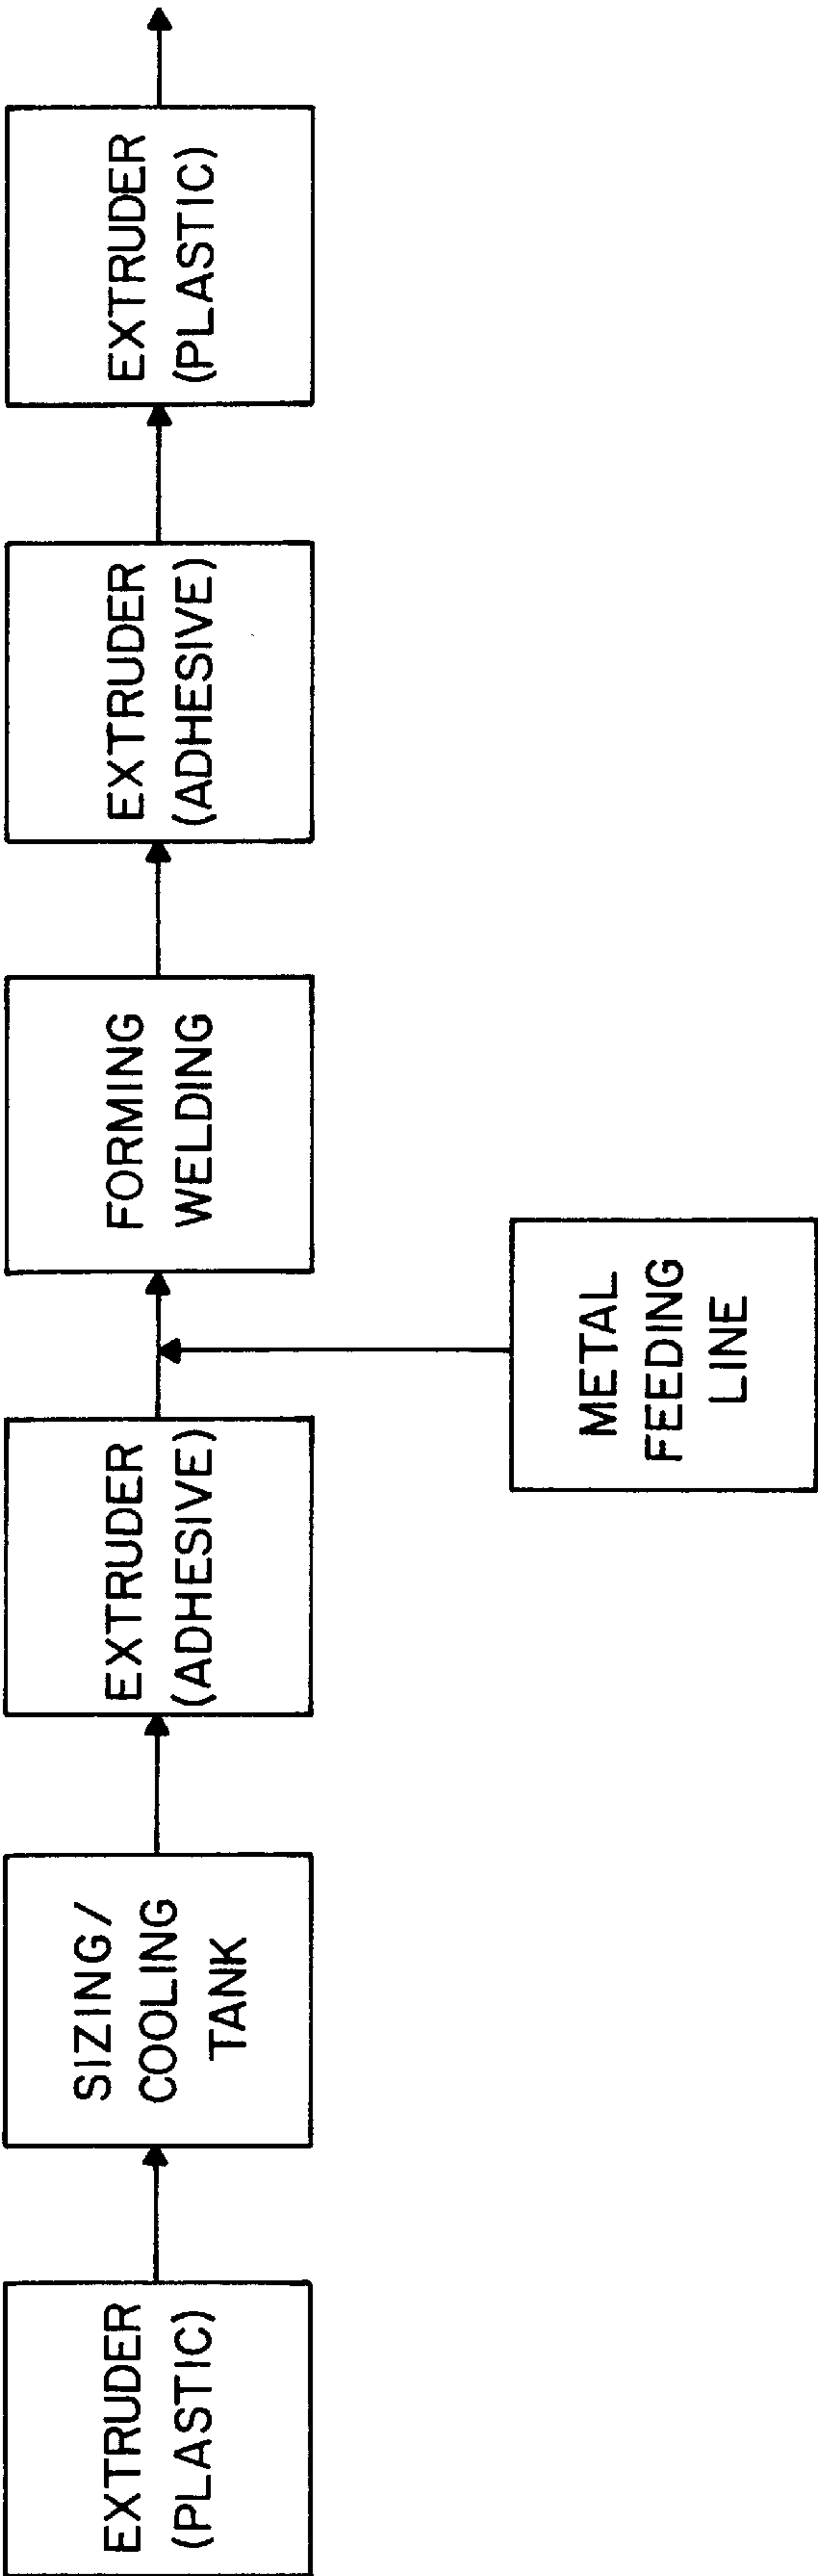 EXTRUDER
(PLASTIC)
SIZING/
COOLING
TANK
EXTRUDER
(ADHESIVE)
METAL
FEEDING
LINE
FORMING
WELDING
EXTRUDER
(ADHESIVE)
EXTRUDER
(PLASTIC)